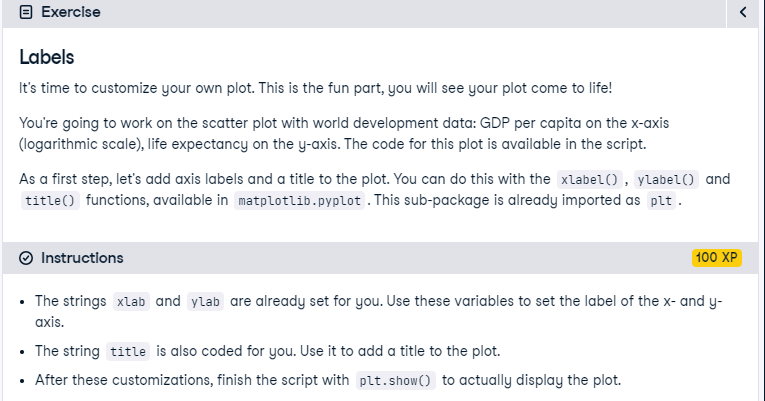 Exercise
Labels
It's time to customize your own plot. This is the fun part, you will see your plot come to life!
You're going to work on the scatter plot with world development data: GDP per capita on the x-axis
(logarithmic scale), life expectancy on the y-axis. The code for this plot is available in the script.
As a first step, let's add axis labels and a title to the plot. You can do this with the xlabel(), ylabel() and
title() functions, available in matplotlib.pyplot. This sub-package is already imported as plt.
Instructions 100 XP
• The strings xlab and ylab are already set for you. Use these variables to set the label of the x- and y-
axis.
• The string title is also coded for you. Use it to add a title to the plot.
• After these customizations, finish the script with plt.show() to actually display the plot.